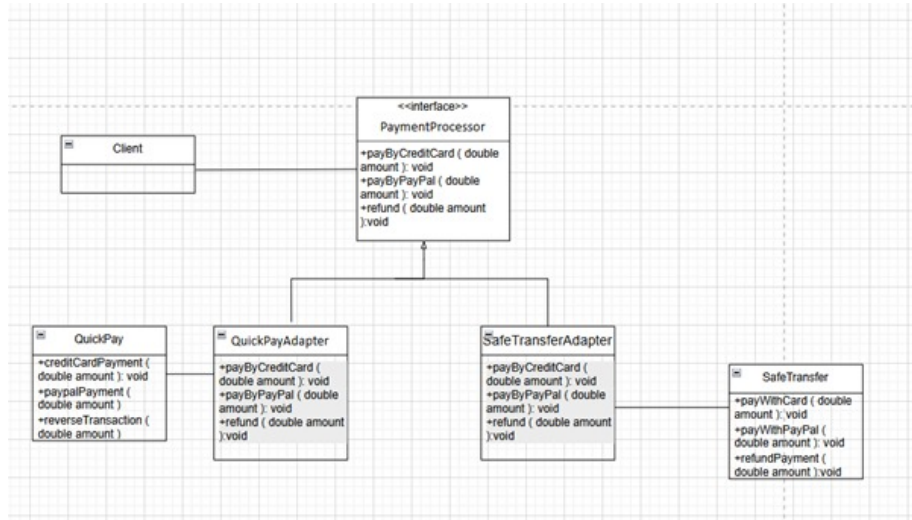 <<interface>>
PaymentProcessor
+payByCreditCard ( double
amount ): void
+payByPayPal ( double
amount ): void
+refund ( double amount
):void
Client
QuickPay
+creditCardPayment (
double amount ): void
+paypalPayment (
double amount )
+reverseTransaction (
double amount )
QuickPayAdapter
+payByCreditCard (
double amount ): void
+payByPayPal ( double
amount ): void
+refund ( double amount
):void
SafeTransferAdapter
+payByCreditCard (
double amount ): void
+payByPayPal ( double
amount ): void
+refund ( double amount
):void
SafeTransfer
+payWithCard ( double
amount ): void
+payWithPayPal (
double amount ): void
+refundPayment (
double amount ):void